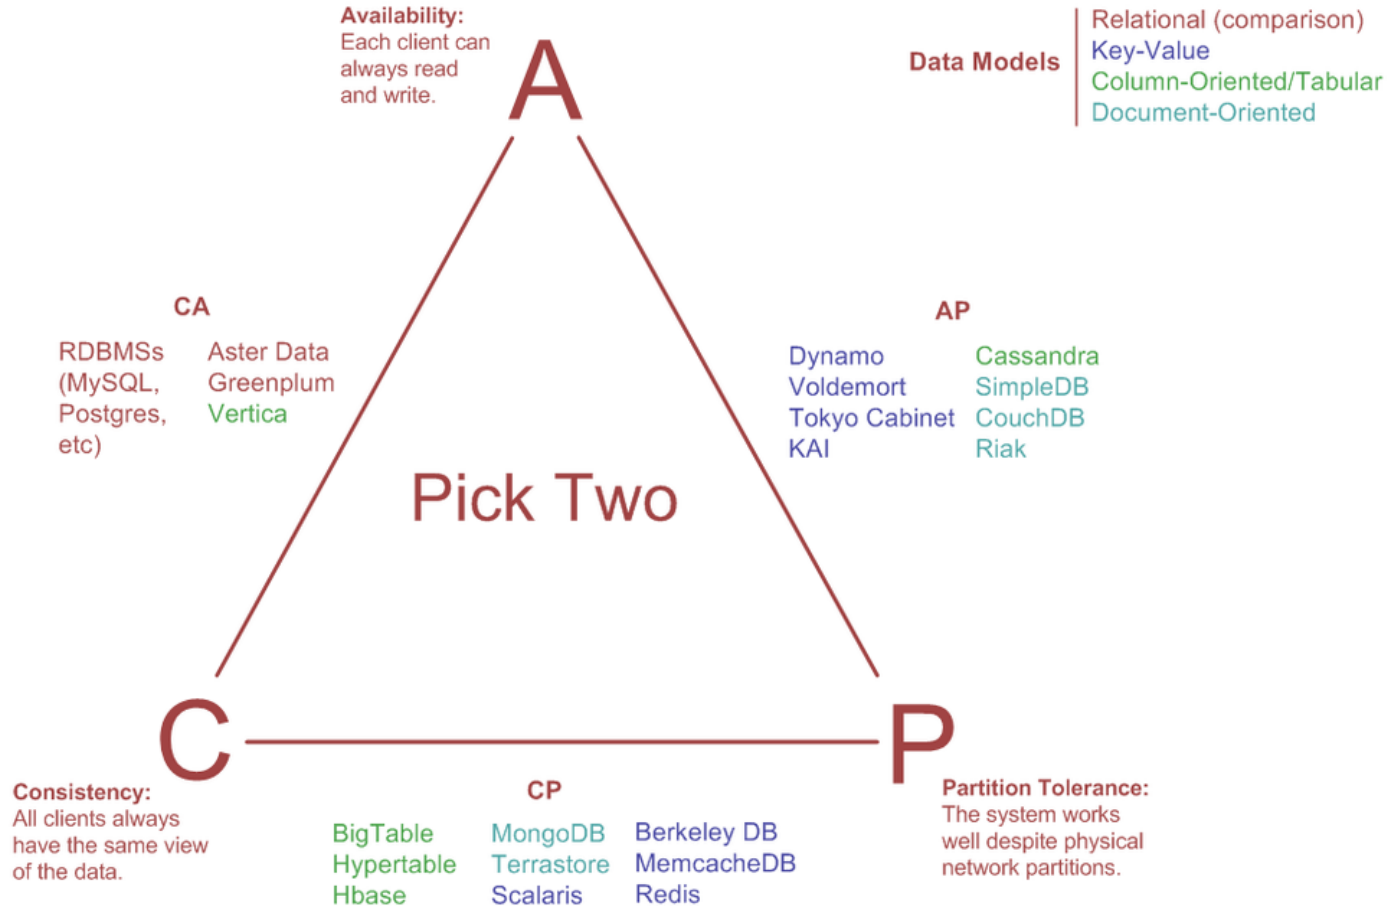 Availability:
Each client can
always read
and write.
A
Data Models
Relational (comparison)
Key-Value
Column-Oriented/Tabular
Document-Oriented
CA
RDBMSs
(MySQL,
Postgres,
etc)
Aster Data
Greenplum
Vertica
AP
Dynamo
Voldemort
Tokyo Cabinet
KAI
Cassandra
SimpleDB
CouchDB
Riak
Pick Two
C
Consistency:
All clients always
have the same view
of the data.
CP
BigTable
Hypertable
Hbase
MongoDB
Terrastore
Scalaris
Berkeley DB
MemcacheDB
Redis
P
Partition Tolerance:
The system works
well despite physical
network partitions.